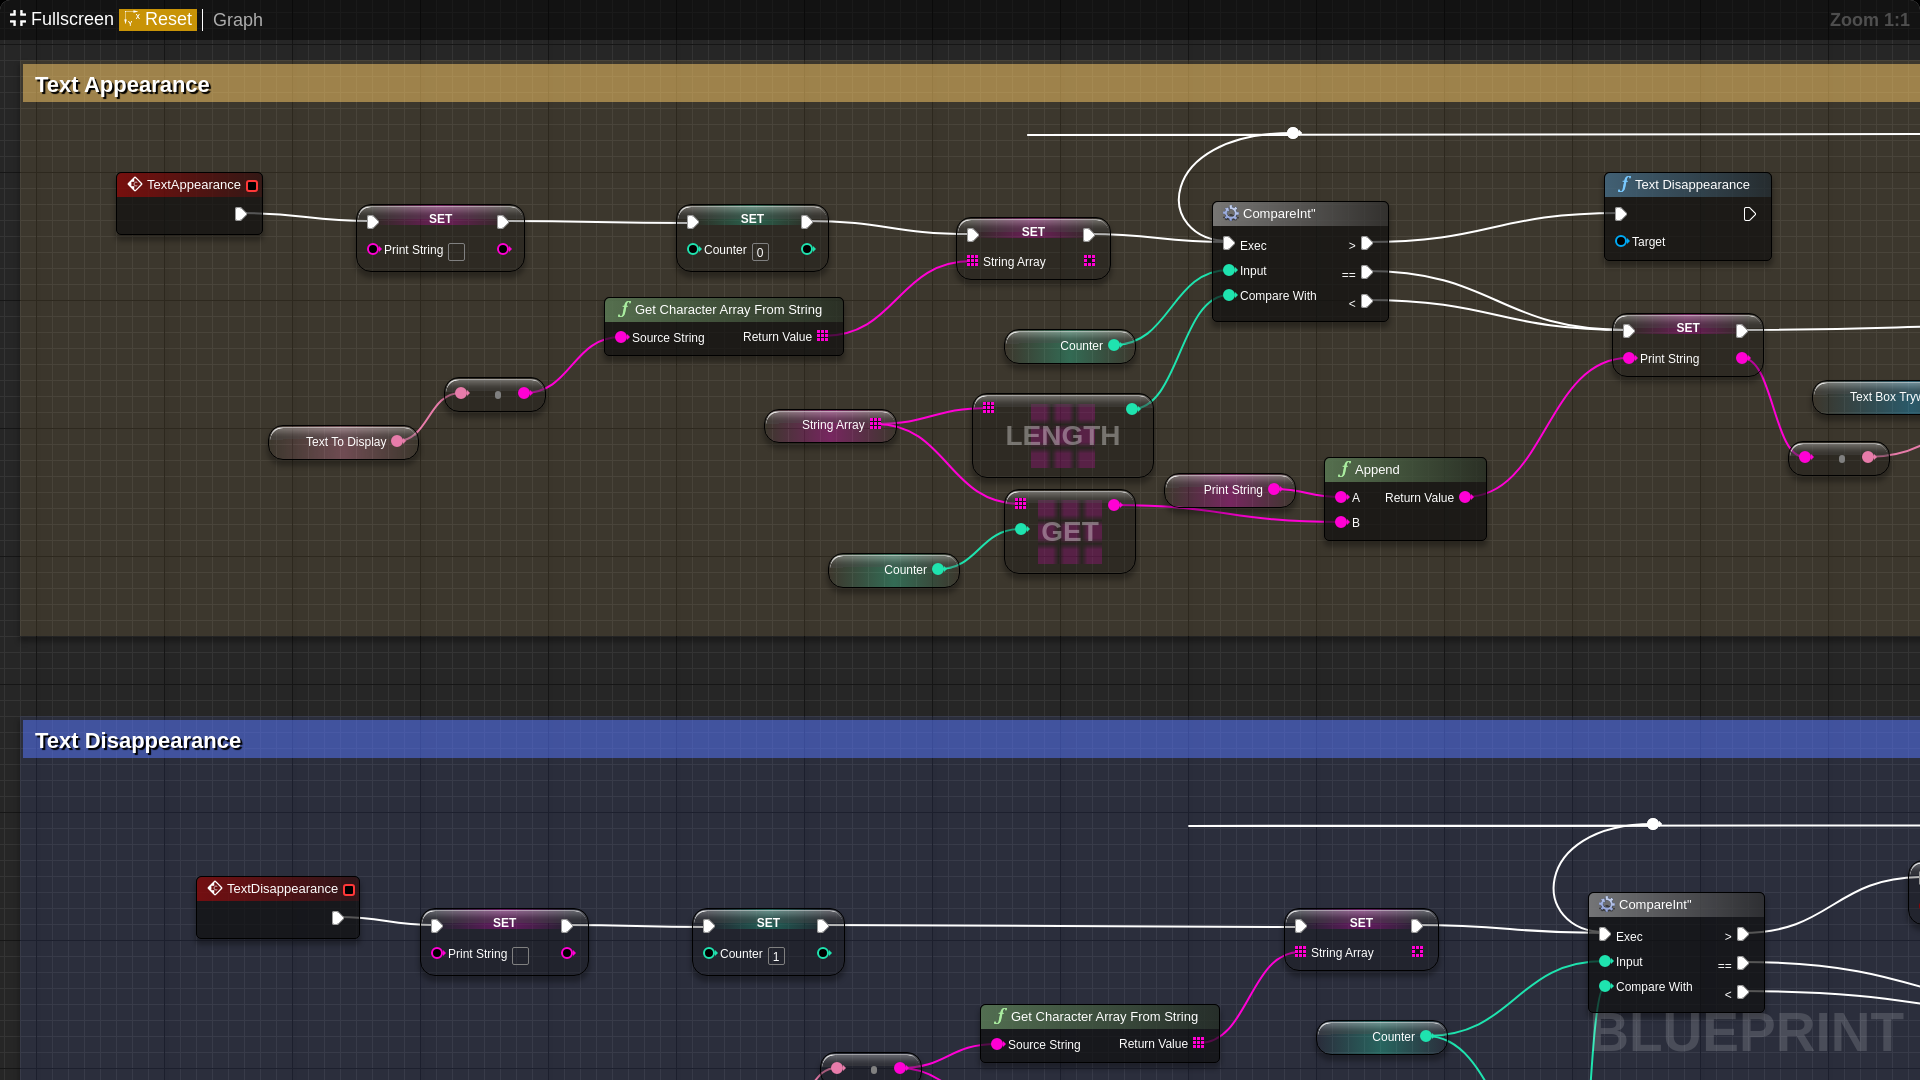 Fullscreen Reset Graph Zoom 1:1
Text Appearance
TextAppearance
SET
Print String
SET
Counter 0
SET
String Array
CompareInt"
Exec >
Input ==
Compare With <
Text Disappearance
Target
Get Character Array From String
Source String Return Value
Counter
SET
Print String
Text To Display
String Array
LENGTH
Text Box Tryw
Print String
Append
A Return Value
B
GET
Counter
Text Disappearance
TextDisappearance
SET
Print String
SET
Counter 1
SET
String Array
CompareInt"
Exec >
Input ==
Compare With <
Get Character Array From String
Source String Return Value
Counter
BLUEPRINT